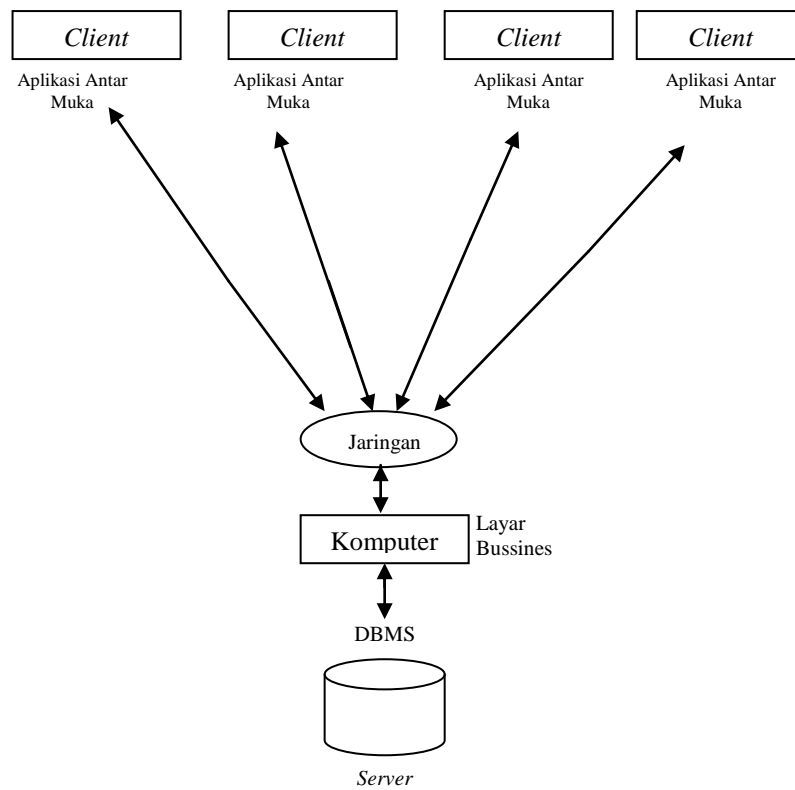 Client
Client
Client
Client
Aplikasi Antar
Muka
Aplikasi Antar
Muka
Aplikasi Antar
Muka
Aplikasi Antar
Muka
Jaringan
Komputer
Layar
Bussines
DBMS
Server